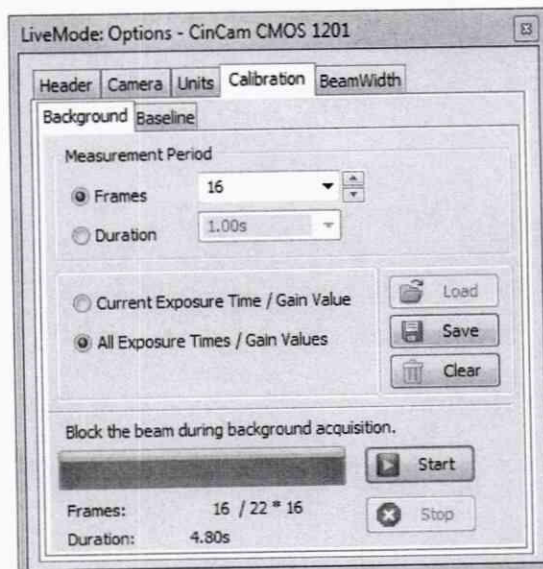 LiveMode: Options - CinCam CMOS 1201
Header Camera Units Calibration BeamWidth
Background Baseline
Measurement Period
Frames 16
Duration 1.00s
Current Exposure Time / Gain Value
All Exposure Times / Gain Values
Load
Save
Clear
Block the beam during background acquisition.
Start
Frames: 16 / 22 * 16
Stop
Duration: 4.80s